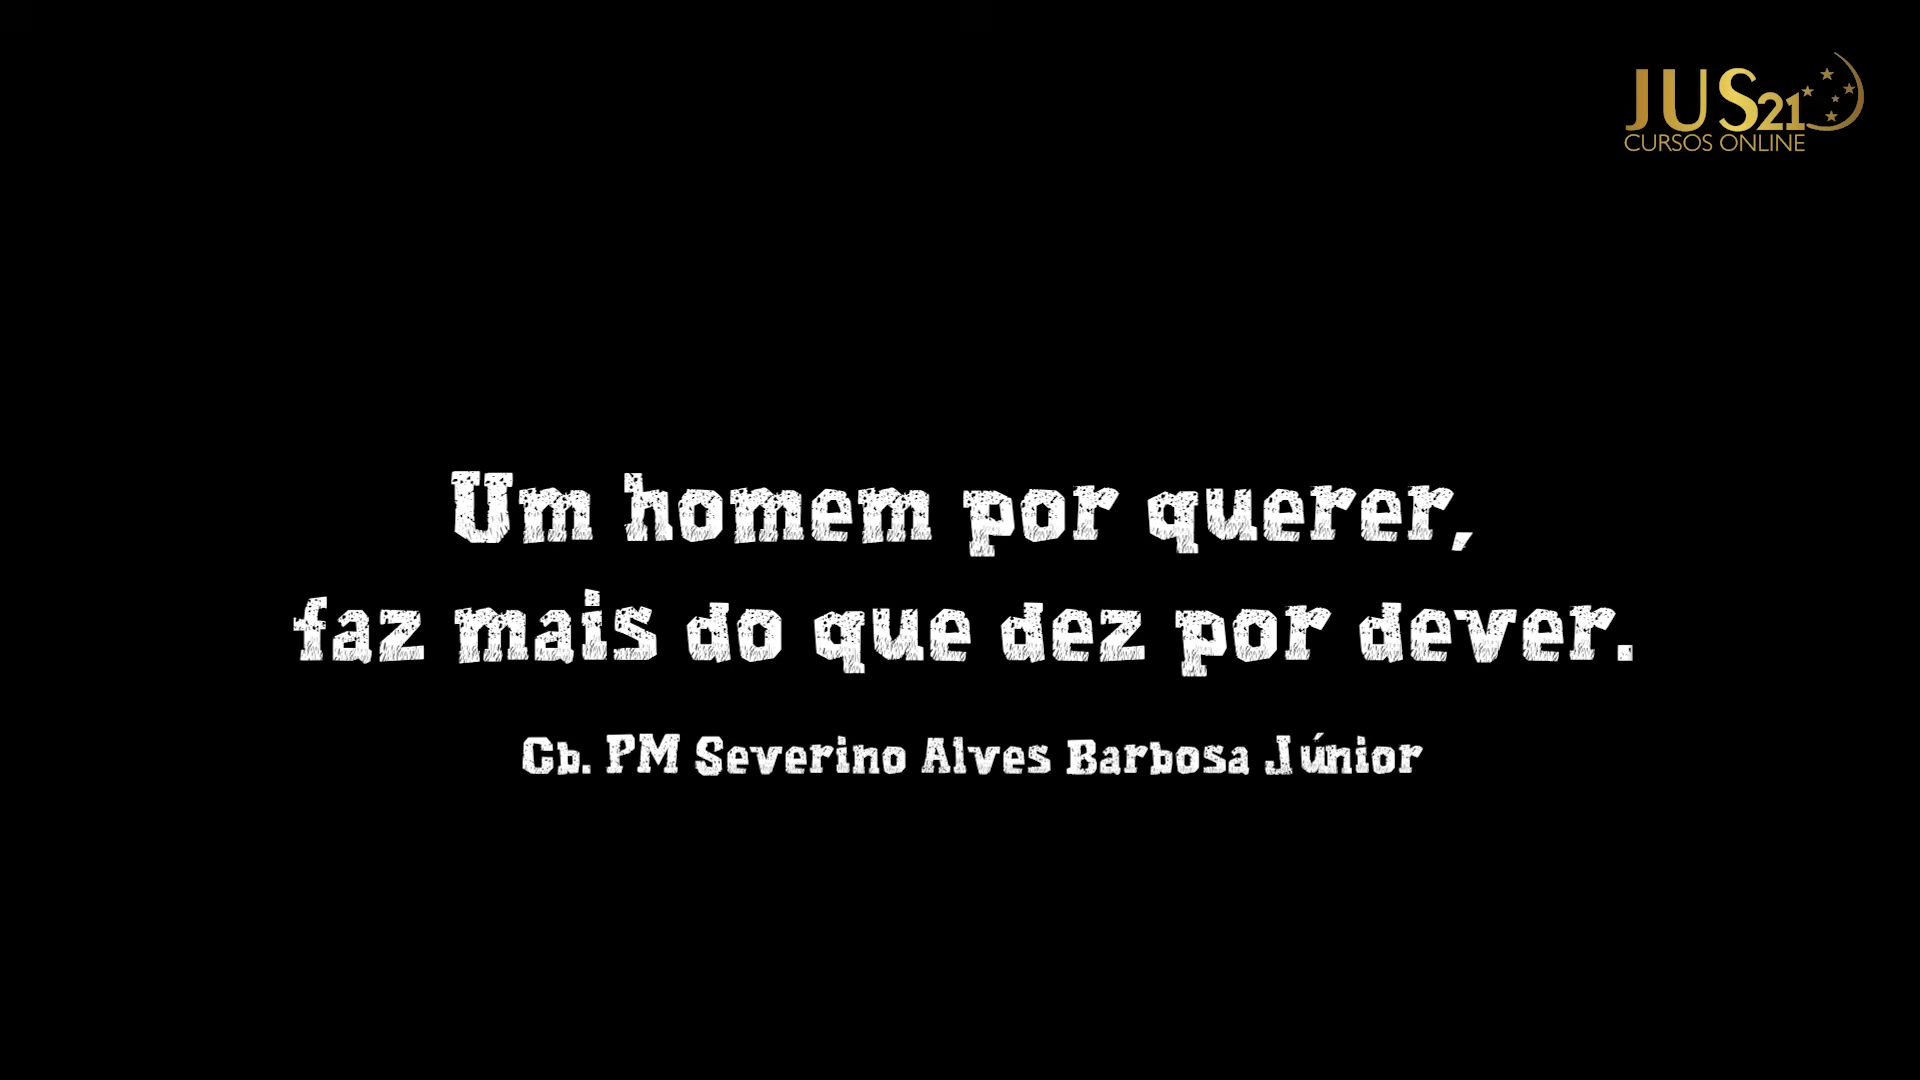 JUS21
CURSOS ONLINE
Um homem por querer,
faz mais do que dez por dever.
Cb. PM Severino Alves Barbosa Júnior